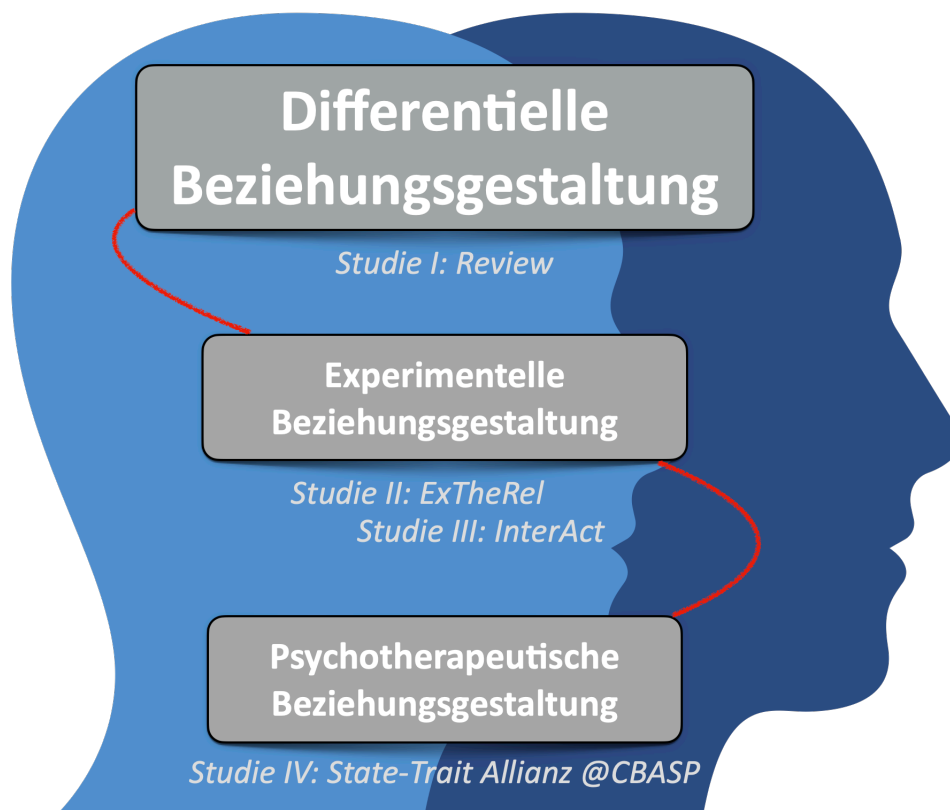 Differentielle
Beziehungsgestaltung
Studie I: Review
Experimentelle
Beziehungsgestaltung
Studie II: ExTheRel
Studie III: InterAct
Psychotherapeutische
Beziehungsgestaltung
Studie IV: State-Trait Allianz @CBASP